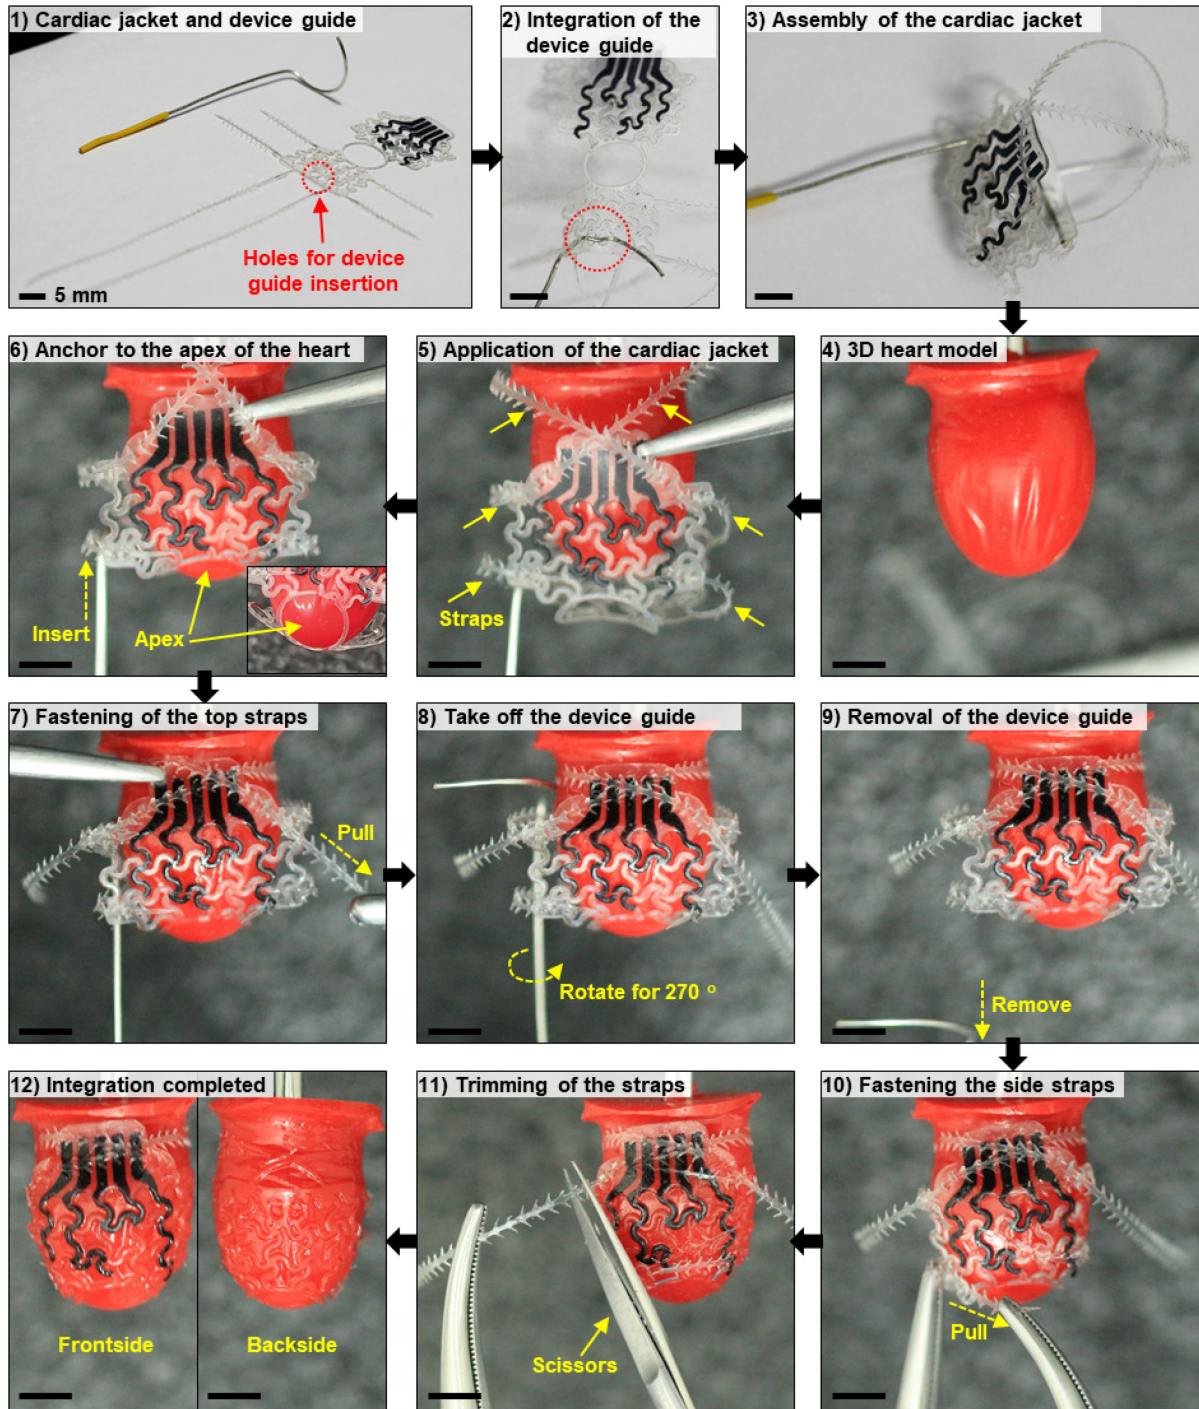 1) Cardiac jacket and device guide
Holes for device
guide insertion
5 mm
2) Integration of the
device guide
3) Assembly of the cardiac jacket
4) 3D heart model
5) Application of the cardiac jacket
Straps
6) Anchor to the apex of the heart
Insert
Apex
7) Fastening of the top straps
Pull
8) Take off the device guide
Rotate for 270 °
9) Removal of the device guide
Remove
10) Fastening the side straps
Pull
11) Trimming of the straps
Scissors
12) Integration completed
Frontside
Backside